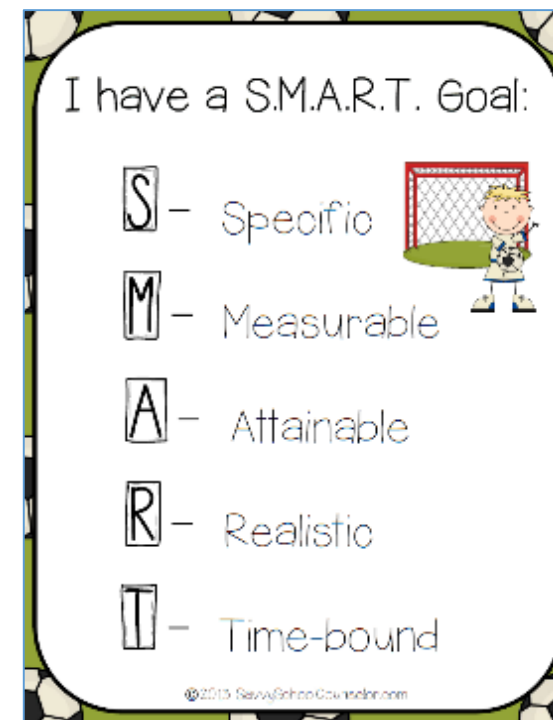 I have a S.M.A.R.T. Goal:
S - Specific
M - Measurable
A - Attainable
R - Realistic
T - Time-bound
©2013 SavvySchoolCounselor.com